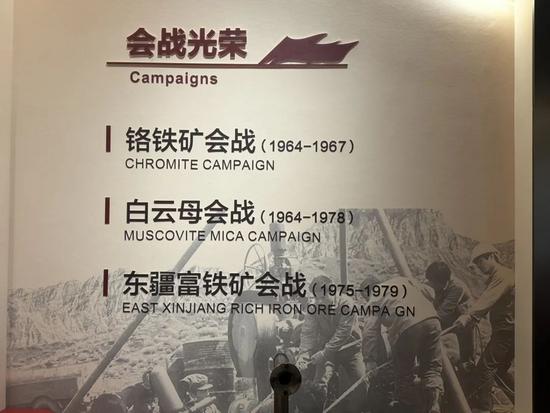 会战光荣
Campaigns
铬铁矿会战(1964-1967)
CHROMITE CAMPAIGN
白云母会战(1964-1978)
MUSCOVITE MICA CAMPAIGN
东疆富铁矿会战(1975-1979)
EAST XINJIANG RICH IRON ORE CAMPA GN